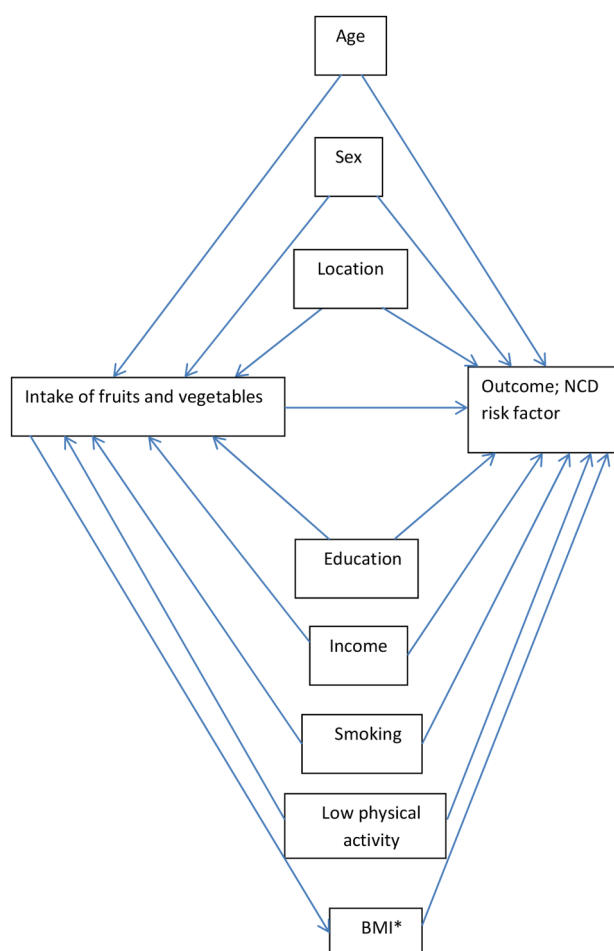 Age
Sex
Location
Intake of fruits and vegetables
Outcome; NCD
risk factor
Education
Income
Smoking
Low physical
activity
BMI*